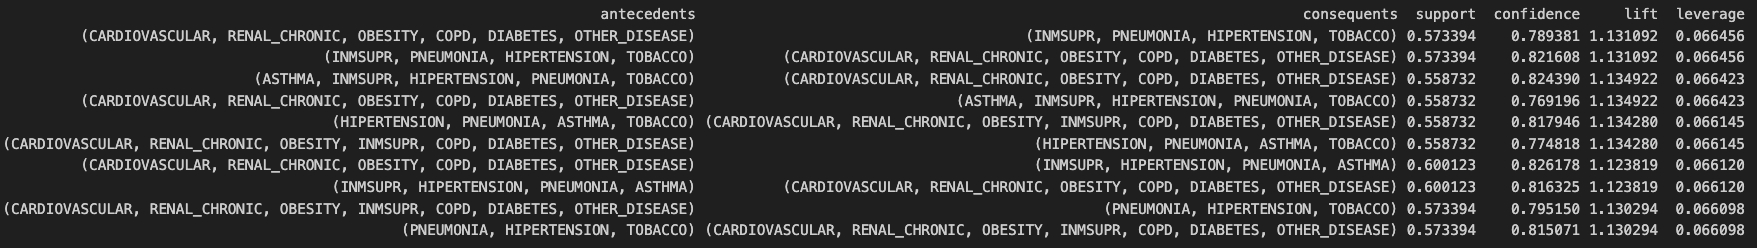 antecedents consequents support confidence lift leverage
(CARDIOVASCULAR, RENAL_CHRONIC, OBESITY, COPD, DIABETES, OTHER_DISEASE) (INMSUPR, PNEUMONIA, HIPERTENSION, TOBACCO) 0.573394 0.789381 1.131092 0.066456
(INMSUPR, PNEUMONIA, HIPERTENSION, TOBACCO) (CARDIOVASCULAR, RENAL_CHRONIC, OBESITY, COPD, DIABETES, OTHER_DISEASE) 0.573394 0.821608 1.131092 0.066456
(ASTHMA, INMSUPR, HIPERTENSION, PNEUMONIA, TOBACCO) (CARDIOVASCULAR, RENAL_CHRONIC, OBESITY, COPD, DIABETES, OTHER_DISEASE) 0.558732 0.824390 1.134922 0.066423
(CARDIOVASCULAR, RENAL_CHRONIC, OBESITY, COPD, DIABETES, OTHER_DISEASE) (ASTHMA, INMSUPR, HIPERTENSION, PNEUMONIA, TOBACCO) 0.558732 0.769196 1.134922 0.066423
(HIPERTENSION, PNEUMONIA, ASTHMA, TOBACCO) (CARDIOVASCULAR, RENAL_CHRONIC, OBESITY, INMSUPR, COPD, DIABETES, OTHER_DISEASE) 0.558732 0.817946 1.134280 0.066145
(CARDIOVASCULAR, RENAL_CHRONIC, OBESITY, INMSUPR, COPD, DIABETES, OTHER_DISEASE) (HIPERTENSION, PNEUMONIA, ASTHMA, TOBACCO) 0.558732 0.774818 1.134280 0.066145
(CARDIOVASCULAR, RENAL_CHRONIC, OBESITY, COPD, DIABETES, OTHER_DISEASE) (INMSUPR, HIPERTENSION, PNEUMONIA, ASTHMA) 0.600123 0.826178 1.123819 0.066120
(INMSUPR, HIPERTENSION, PNEUMONIA, ASTHMA) (CARDIOVASCULAR, RENAL_CHRONIC, OBESITY, COPD, DIABETES, OTHER_DISEASE) 0.600123 0.816325 1.123819 0.066120
(CARDIOVASCULAR, RENAL_CHRONIC, OBESITY, INMSUPR, COPD, DIABETES, OTHER_DISEASE) (PNEUMONIA, HIPERTENSION, TOBACCO) 0.573394 0.795150 1.130294 0.066098
(PNEUMONIA, HIPERTENSION, TOBACCO) (CARDIOVASCULAR, RENAL_CHRONIC, OBESITY, INMSUPR, COPD, DIABETES, OTHER_DISEASE) 0.573394 0.815071 1.130294 0.066098